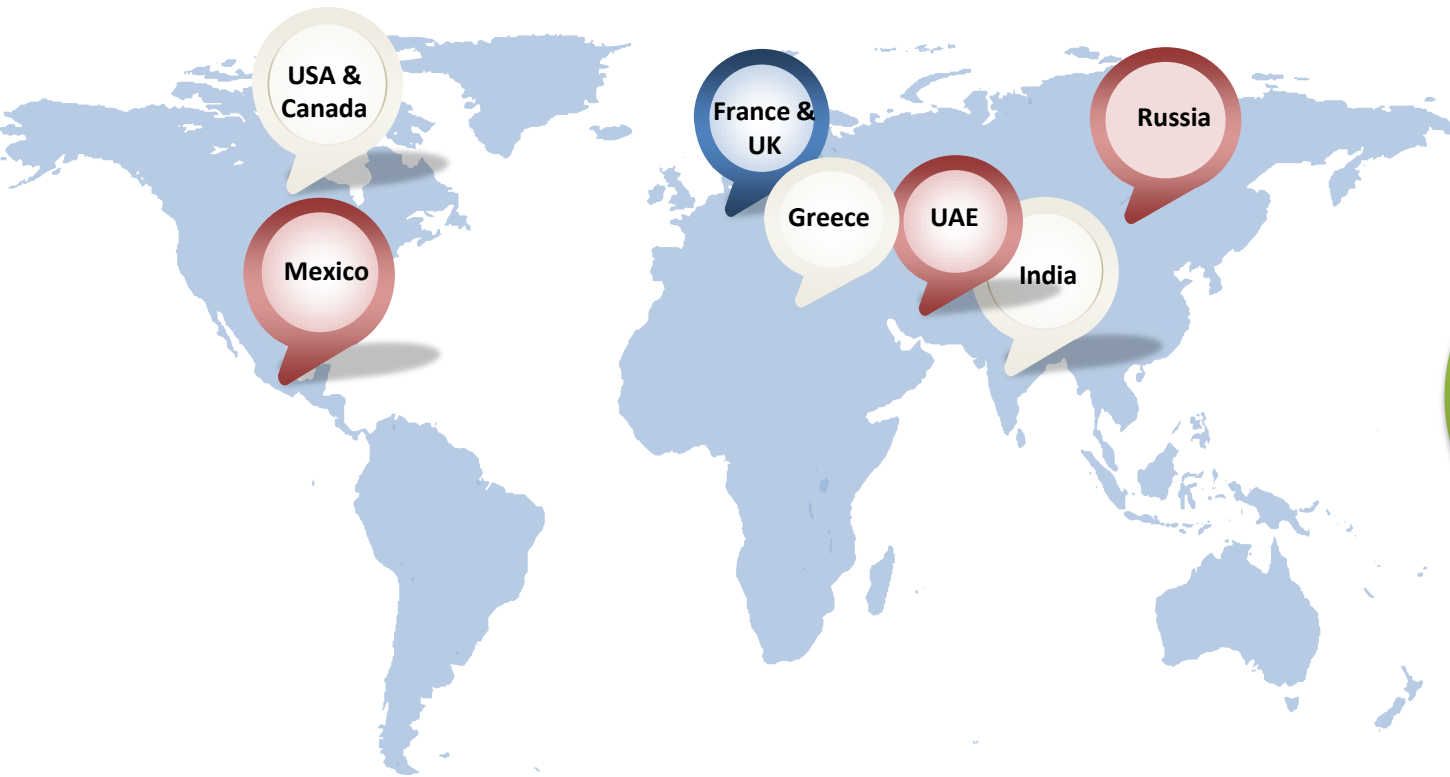 USA &
Canada
France &
UK
Russia
Greece
UAE
Mexico
India